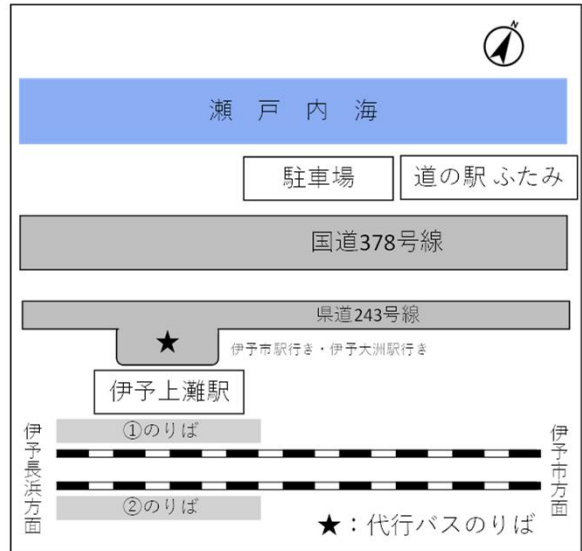 N
瀬戸内海
駐車場
道の駅 ふたみ
国道378号線
県道243号線
★
伊予市駅行き・伊予大洲駅行き
伊予上灘駅
①のりば
伊予長浜方面
伊予市方面
②のりば
★：代行バスのりば